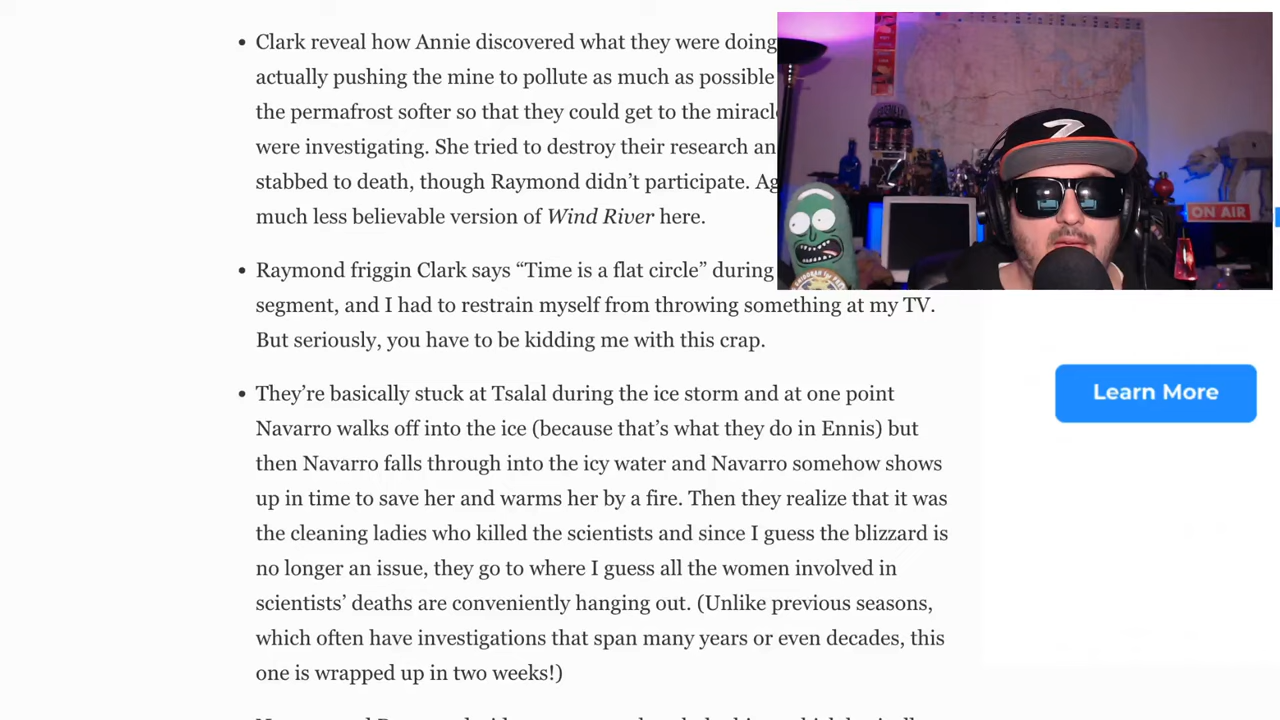 Clark reveal how Annie discovered what they were doing
actually pushing the mine to pollute as much as possible
the permafrost softer so that they could get to the
were investigating. She tried to destroy their research
stabbed to death, though Raymond didn't participate.
much less believable version of Wind River here.
ON AIR
Raymond friggin Clark says “Time is a flat circle” during
segment, and I had to restrain myself from throwing something at my TV.
But seriously, you have to be kidding me with this crap.
They’re basically stuck at Tsalal during the ice storm and at one point
Navarro walks off into the ice (because that’s what they do in Ennis) but
then Navarro falls through into the icy water and Navarro somehow shows
up in time to save her and warms her by a fire. Then they realize that it was
the cleaning ladies who killed the scientists and since I guess the blizzard is
no longer an issue, they go to where I guess all the women involved in
scientists’ deaths are conveniently hanging out. (Unlike previous seasons,
which often have investigations that span many years or even decades, this
one is wrapped up in two weeks!)
Learn More